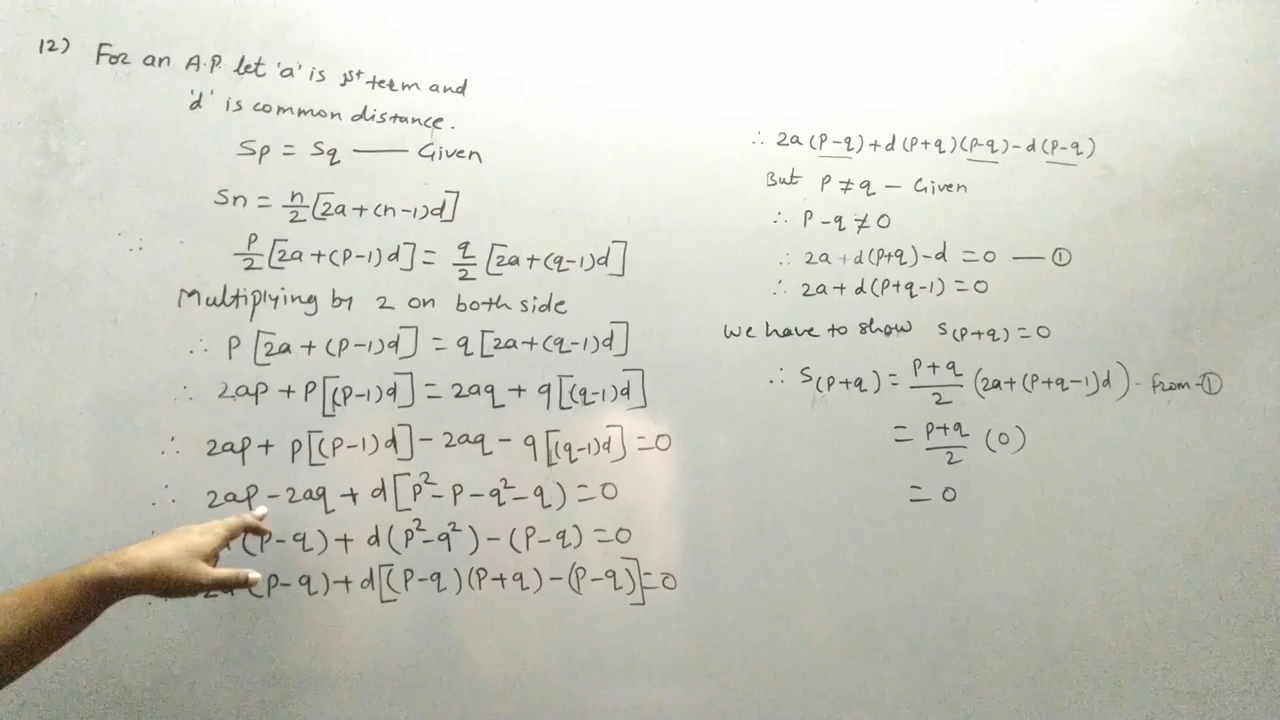 12) For an A.P. let 'a' is 1st term and
'd' is common distance.
Sp = Sq — Given
Sn = n/2 [2a + (n-1)d]
∴ P/2 [2a + (P-1)d] = q/2 [2a + (q-1)d]
Multiplying by 2 on both side
∴ P [2a + (P-1)d] = q [2a + (q-1)d]
∴ 2ap + P[(P-1)d] = 2aq + q[(q-1)d]
∴ 2ap + P[(P-1)d] - 2aq - q[(q-1)d] = 0
∴ 2ap - 2aq + d[P² - P - q² - q) = 0
(P-q) + d(P² - q²) - (P-q) = 0
(P-q) + d[(P-q)(P+q) - (P-q)] = 0
∴ 2a (P-q) + d (P+q) (P-q) - d (P-q)
But P ≠ q - Given
∴ P - q ≠ 0
∴ 2a + d(P+q) - d = 0 — ①
∴ 2a + d(P+q-1) = 0
We have to show S(P+q) = 0
∴ S(P+q) = P+q/2 (2a + (P+q-1)d) - from-①
= P+q/2 (0)
= 0